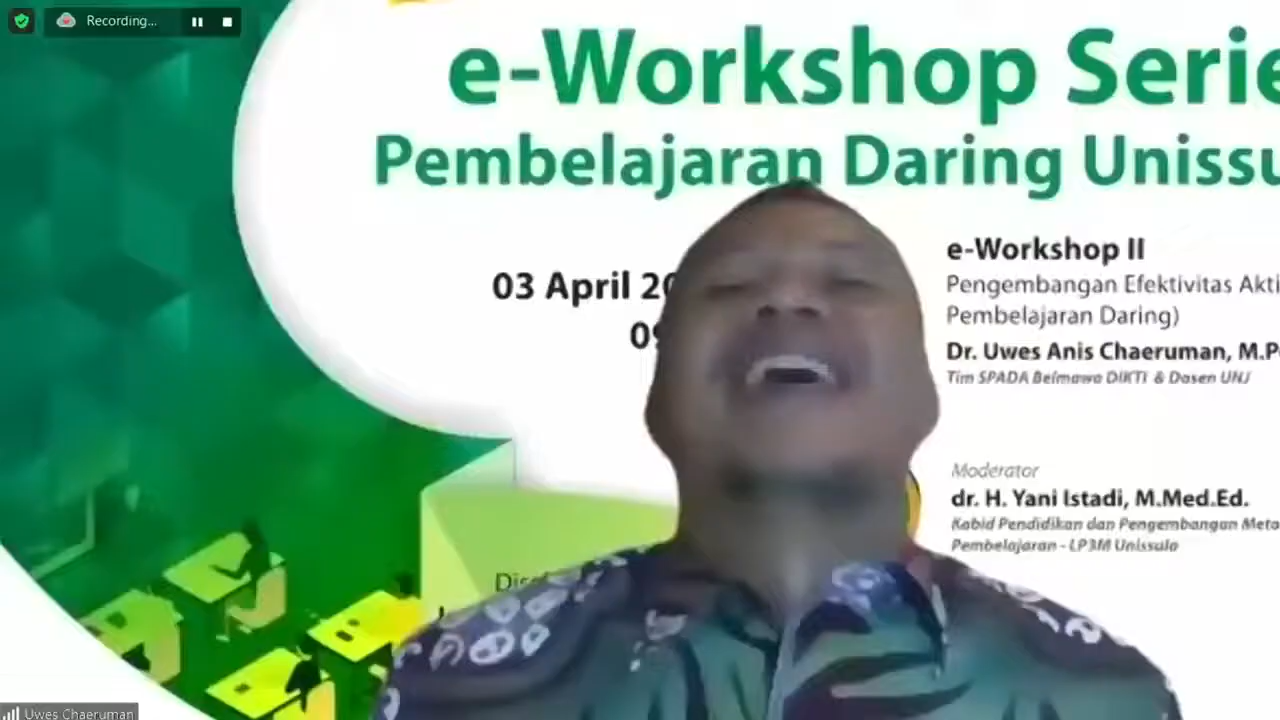 Recording...
e-Workshop Serie
Pembelajaran Daring Unissu
03 April 20
09
e-Workshop II
Pengembangan Efektivitas Akti
Pembelajaran Daring)
Dr. Uwes Anis Chaeruman, M.P
Tim SPADA Belmawa DIKTI & Dosen UNJ
Moderator
dr. H. Yani Istadi, M.Med.Ed.
Kabid Pendidikan dan Pengembangan Meto
Pembelajaran - LP3M Unissula
Uwes Chaeruman